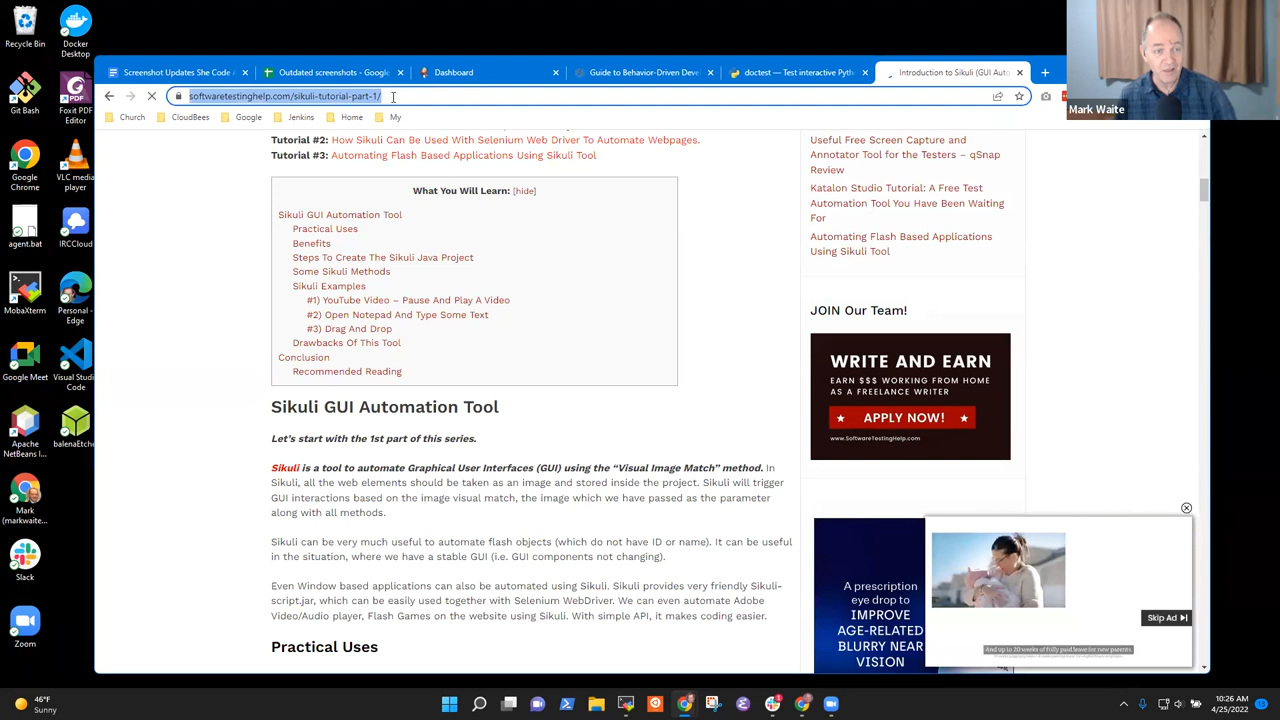 Recycle Bin
Docker Desktop
Git Bash
Foxit PDF Editor
Google Chrome
VLC media player
agent.bat
IRCCloud
MobaXterm
Personal - Edge
Google Meet
Visual Studio Code
Apache NetBeans I...
balenaEtcher
Mark (markwaite...
Slack
Zoom
Screenshot Updates She Code
Outdated screenshots - Google
Dashboard
Guide to Behavior-Driven Deve
doctest — Test interactive Pyth
Introduction to Sikuli (GUI Auto
softwaretestinghelp.com/sikuli-tutorial-part-1/
Church
CloudBees
Google
Home
Jenkins
My
Mark Waite
Tutorial #2: How Sikuli Can Be Used With Selenium Web Driver To Automate Webpages.
Tutorial #3: Automating Flash Based Applications Using Sikuli Tool
What You Will Learn: [hide]
Sikuli GUI Automation Tool
Practical Uses
Benefits
Steps To Create The Sikuli Java Project
Some Sikuli Methods
Sikuli Examples
#1) YouTube Video – Pause And Play A Video
#2) Open Notepad And Type Some Text
#3) Drag And Drop
Drawbacks Of This Tool
Conclusion
Recommended Reading
Sikuli GUI Automation Tool
Let's start with the 1st part of this series.
Sikuli is a tool to automate Graphical User Interfaces (GUI) using the “Visual Image Match” method. In
Sikuli, all the web elements should be taken as an image and stored inside the project. Sikuli will trigger
GUI interactions based on the image visual match, the image which we have passed as the parameter
along with all methods.
Sikuli can be very much useful to automate flash objects (which do not have ID or name). It can be useful
in the situation, where we have a stable GUI (i.e. GUI components not changing).
Even Window based applications can also be automated using Sikuli. Sikuli provides very friendly Sikuli-
script.jar, which can be easily used together with Selenium WebDriver. We can even automate Adobe
Video/Audio player, Flash Games on the website using Sikuli. With simple API, it makes coding easier.
Practical Uses
Useful Free Screen Capture and
Annotator Tool for the Testers – qSnap
Review
Katalon Studio Tutorial: A Free Test
Automation Tool You Have Been Waiting
For
Automating Flash Based Applications
Using Sikuli Tool
JOIN Our Team!
WRITE AND EARN
EARN $$$ WORKING FROM HOME
AS A FREELANCE WRITER
APPLY NOW!
www.SoftwareTestingHelp.com
A prescription
eye drop to
IMPROVE
AGE-RELATED
BLURRY NEAR
VISION
Skip Ad
And up to 20 weeks of fully paid leave for new parents
46°F
Sunny
10:26 AM
4/25/2022